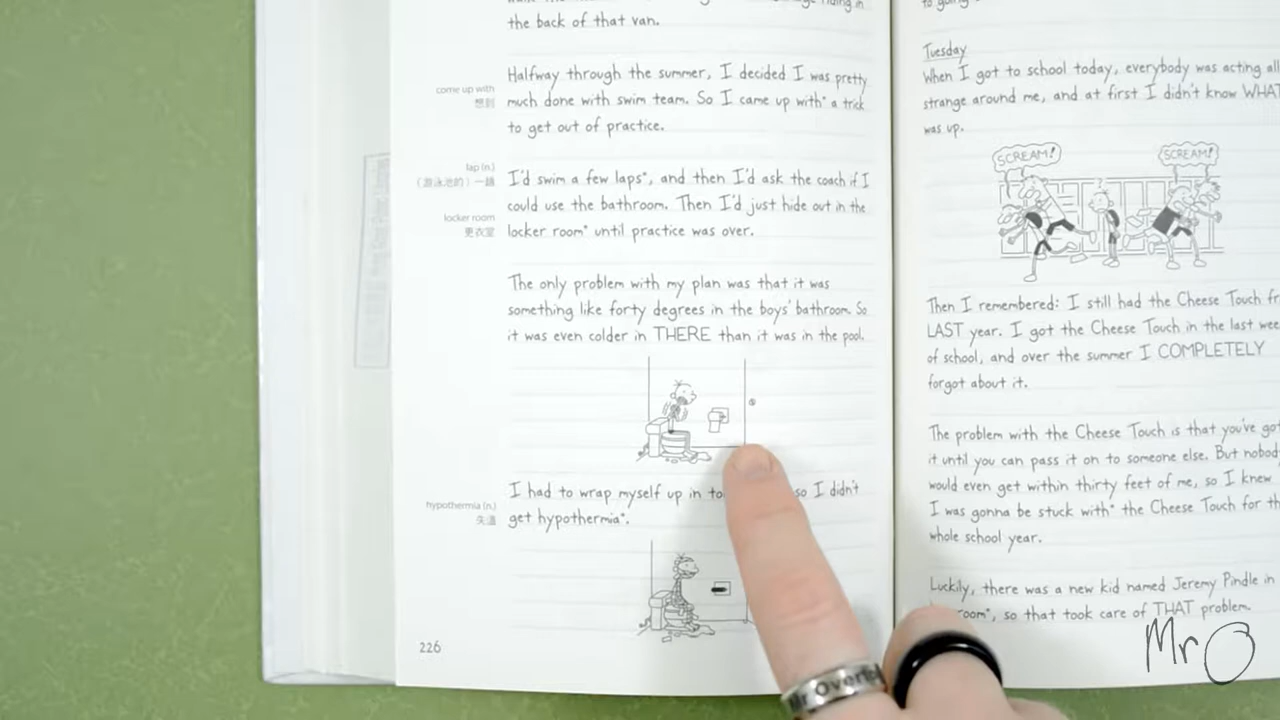 the back of that van.
Halfway through the summer, I decided I was pretty
come up with
想到
much done with swim team. So I came up with* a trick
to get out of practice.
lap (n.)
（游泳池的）一趟
I'd swim a few laps*, and then I'd ask the coach if I
could use the bathroom. Then I'd just hide out in the
locker room
更衣室
locker room* until practice was over.
The only problem with my plan was that it was
something like forty degrees in the boys' bathroom. So
it was even colder in THERE than it was in the pool.
I had to wrap myself up in so I didn't
hypothermia (n.)
失溫
get hypothermia*.
226
Tuesday
When I got to school today, everybody was acting all
strange around me, and at first I didn't know WHAT
was up.
SCREAM!
SCREAM!
?
Then I remembered: I still had the Cheese Touch
LAST year. I got the Cheese Touch in the last
of school, and over the summer I COMPLETELY
forgot about it.
The problem with the Cheese Touch is that you've got
it until you can pass it on to someone else. But
would even get within thirty feet of me, so I knew
I was gonna be stuck with* the Cheese Touch for
whole school year.
Luckily, there was a new kid named Jeremy Pindle in
room*, so that took care of THAT problem.
Mr O
Mr